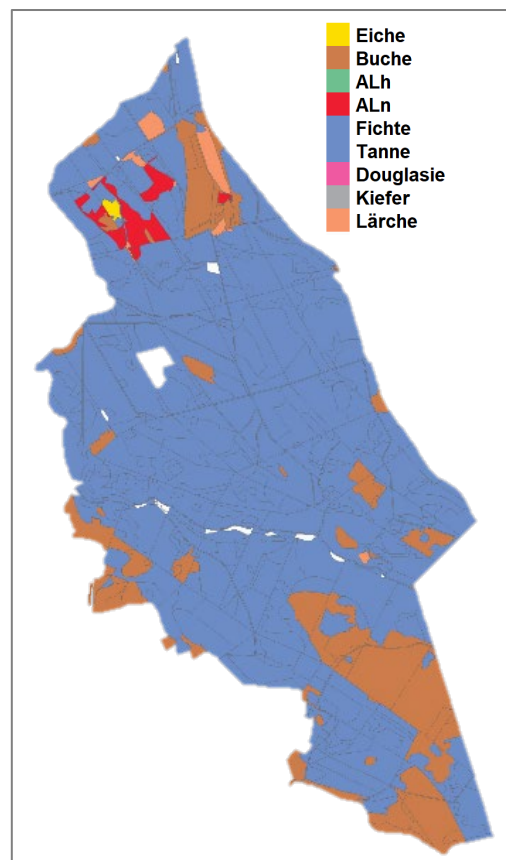 Eiche
Buche
ALh
ALn
Fichte
Tanne
Douglasie
Kiefer
Lärche